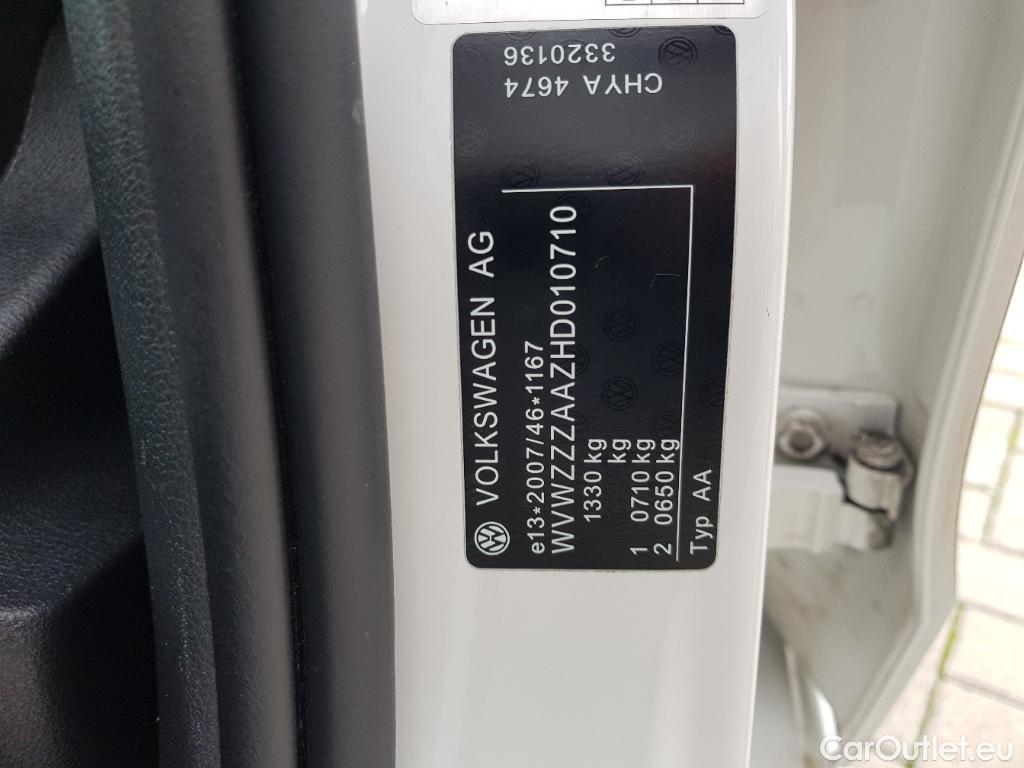 VOLKSWAGEN AG
e13*2007/46*1167
WVWZZZAAZHD010710
1330 kg
kg
1 0710 kg
2 0650 kg
Typ AA
CHYA 4674
3320136
CarOutlet.eu